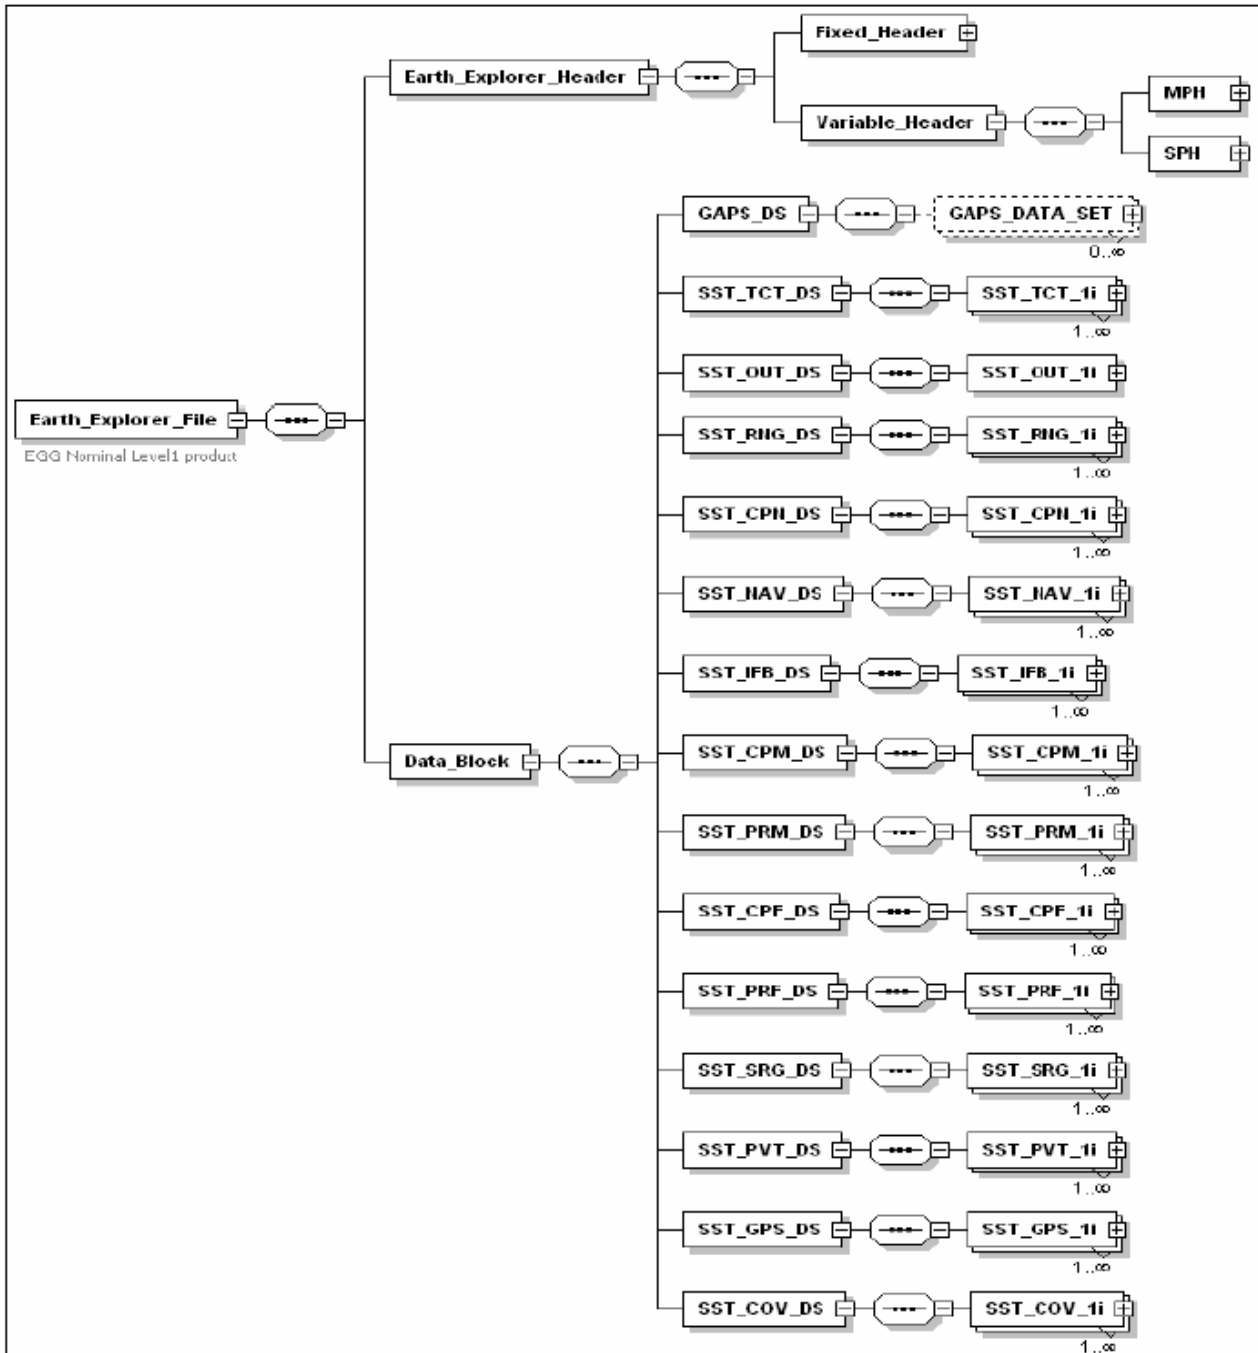 Fixed_Header
Earth_Explorer_Header
MPH
Variable_Header
SPH
GAPS_DS GAPS_DATA_SET
0..∞
SST_TCT_DS SST_TCT_1i
1..∞
SST_OUT_DS SST_OUT_1i
Earth_Explorer_File
EGG Nominal Level1 product
SST_RNG_DS SST_RNG_1i
1..∞
SST_CPN_DS SST_CPN_1i
1..∞
SST_NAV_DS SST_NAV_1i
1..∞
SST_IFB_DS SST_IFB_1i
1..∞
Data_Block
SST_CPM_DS SST_CPM_1i
1..∞
SST_PRM_DS SST_PRM_1i
1..∞
SST_CPF_DS SST_CPF_1i
1..∞
SST_PRF_DS SST_PRF_1i
1..∞
SST_SRG_DS SST_SRG_1i
1..∞
SST_PVT_DS SST_PVT_1i
1..∞
SST_GPS_DS SST_GPS_1i
1..∞
SST_COV_DS SST_COV_1i
1..∞